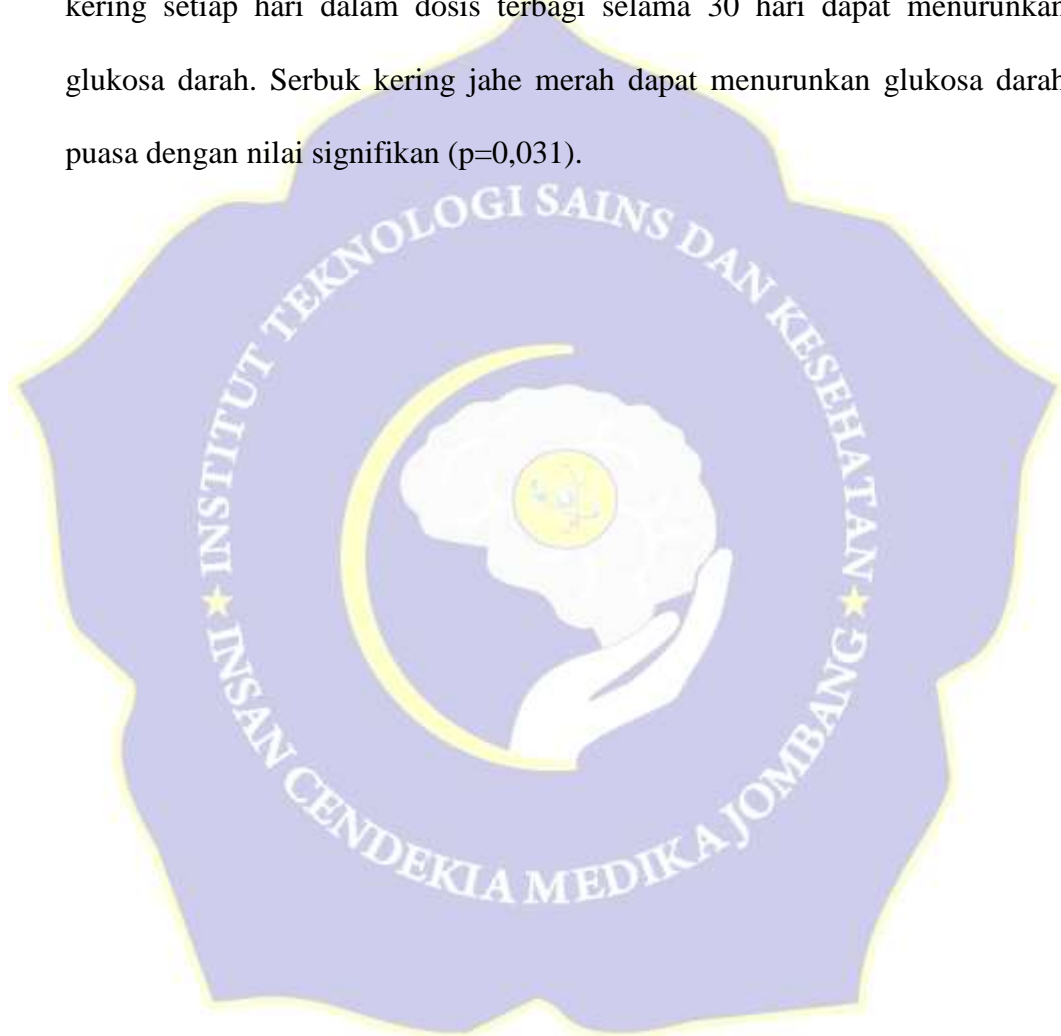 kering setiap hari dalam dosis terbagi selama 30 hari dapat menurunkan
glukosa darah. Serbuk kering jahe merah dapat menurunkan glukosa darah
puasa dengan nilai signifikan (p=0,031).
INSTITUT TEKNOLOGI SAINS DAN KESEHATAN
INSAN CENDEKIA MEDIKA JOMBANG